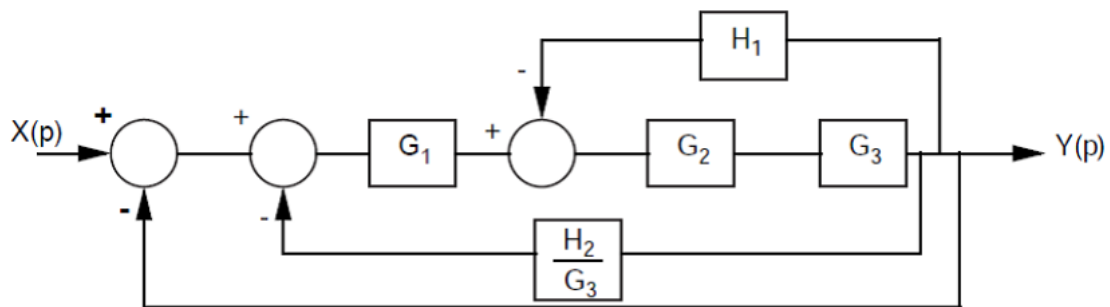 H₁
-
+
+
+
X(p)
G₁
G₂
G₃
Y(p)
-
-
H₂
G₃